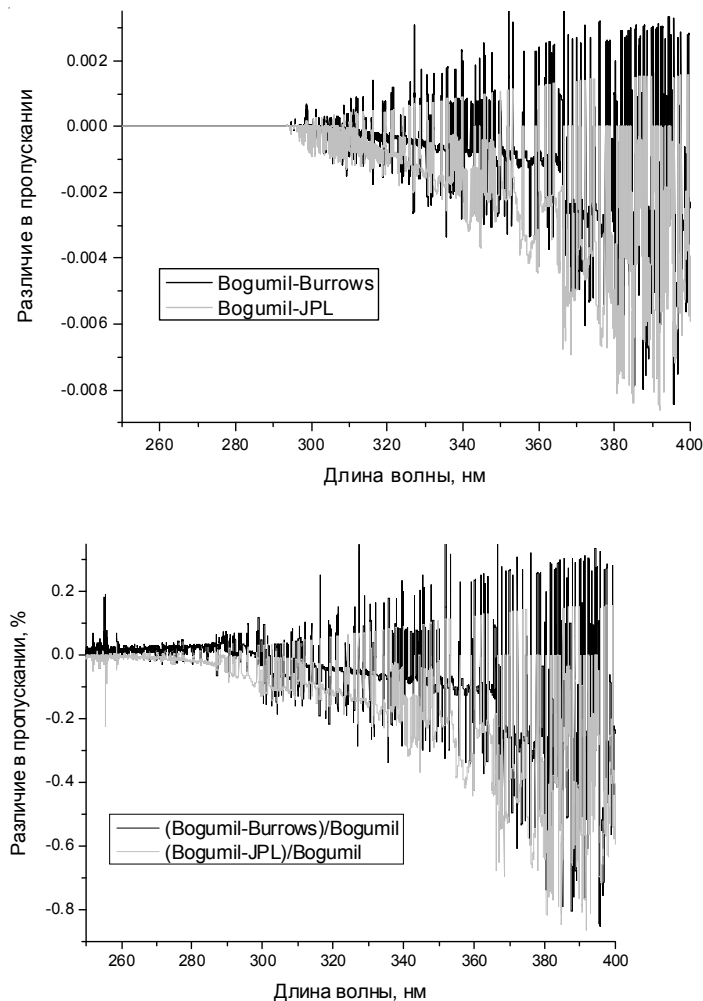 0.002
0.000
-0.002
-0.004
-0.006
-0.008
Различие в пропускании
Bogumil-Burrows
Bogumil-JPL
260 280 300 320 340 360 380 400
Длина волны, нм
0.2
0.0
-0.2
-0.4
-0.6
-0.8
Различие в пропускании, %
(Bogumil-Burrows)/Bogumil
(Bogumil-JPL)/Bogumil
260 280 300 320 340 360 380 400
Длина волны, нм